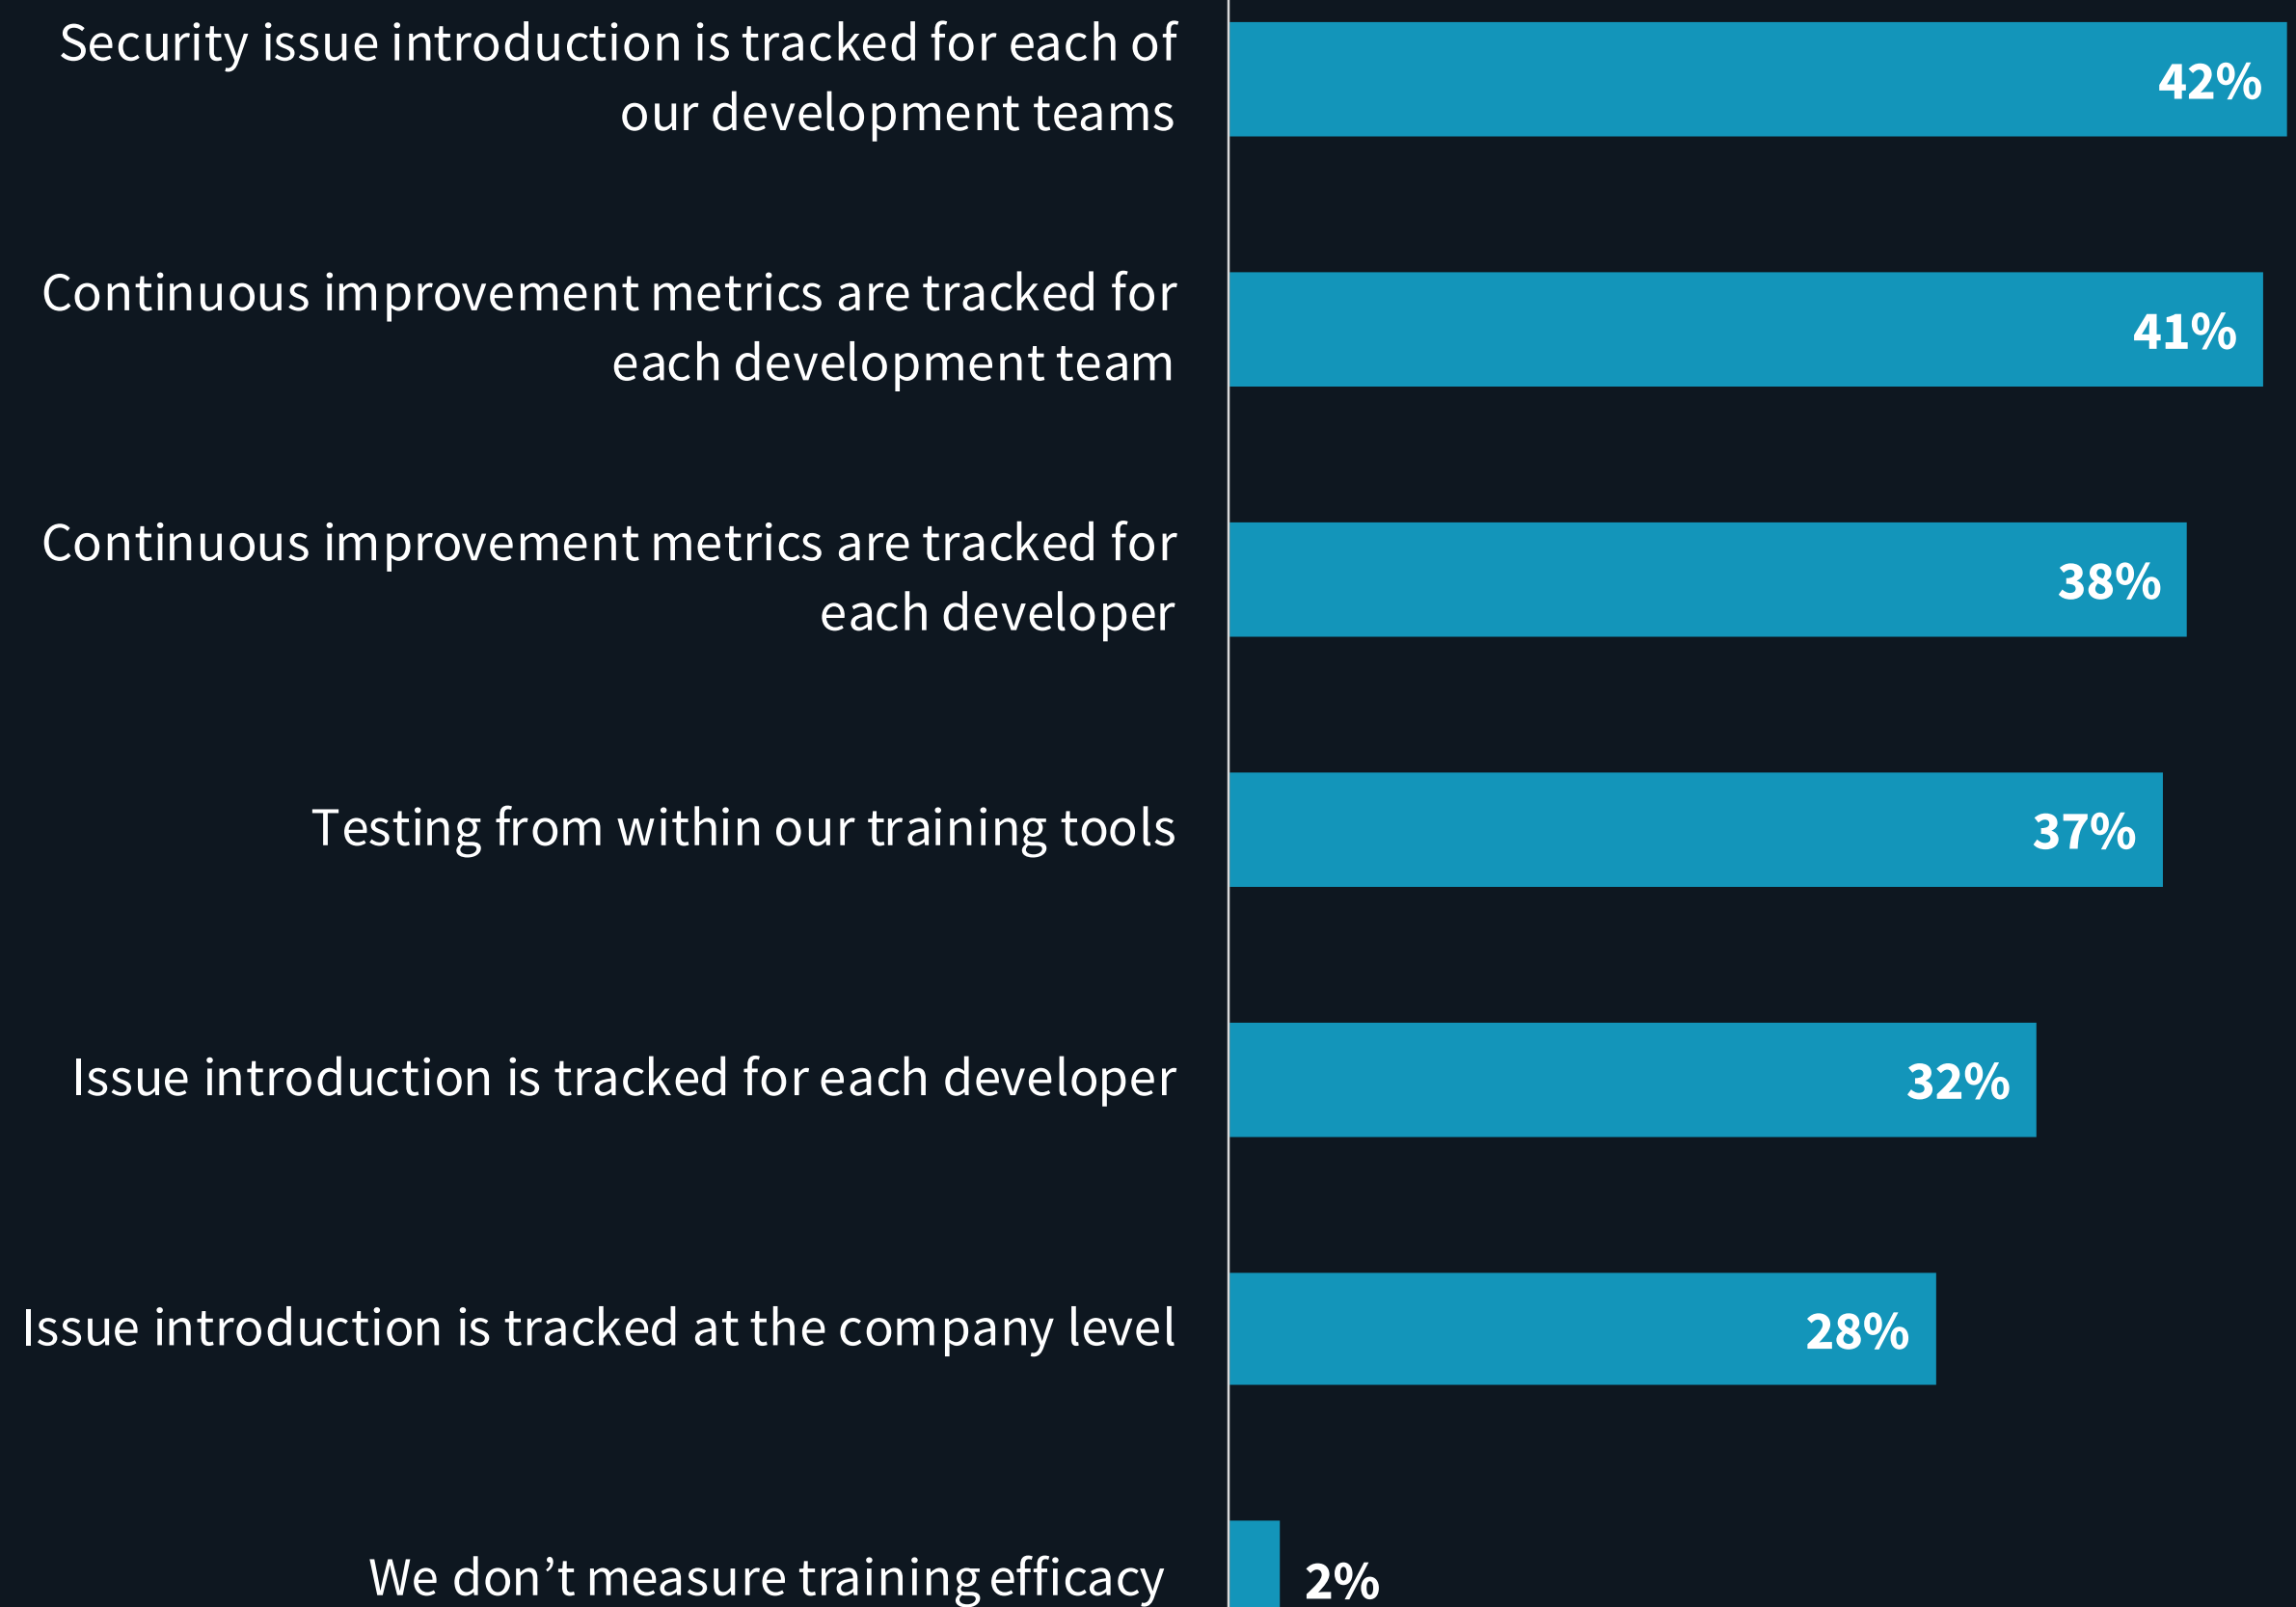 Security issue introduction is tracked for each of
our development teams
42%
Continuous improvement metrics are tracked for
each development team
41%
Continuous improvement metrics are tracked for
each developer
38%
Testing from within our training tools
37%
Issue introduction is tracked for each developer
32%
Issue introduction is tracked at the company level
28%
We don’t measure training efficacy
2%